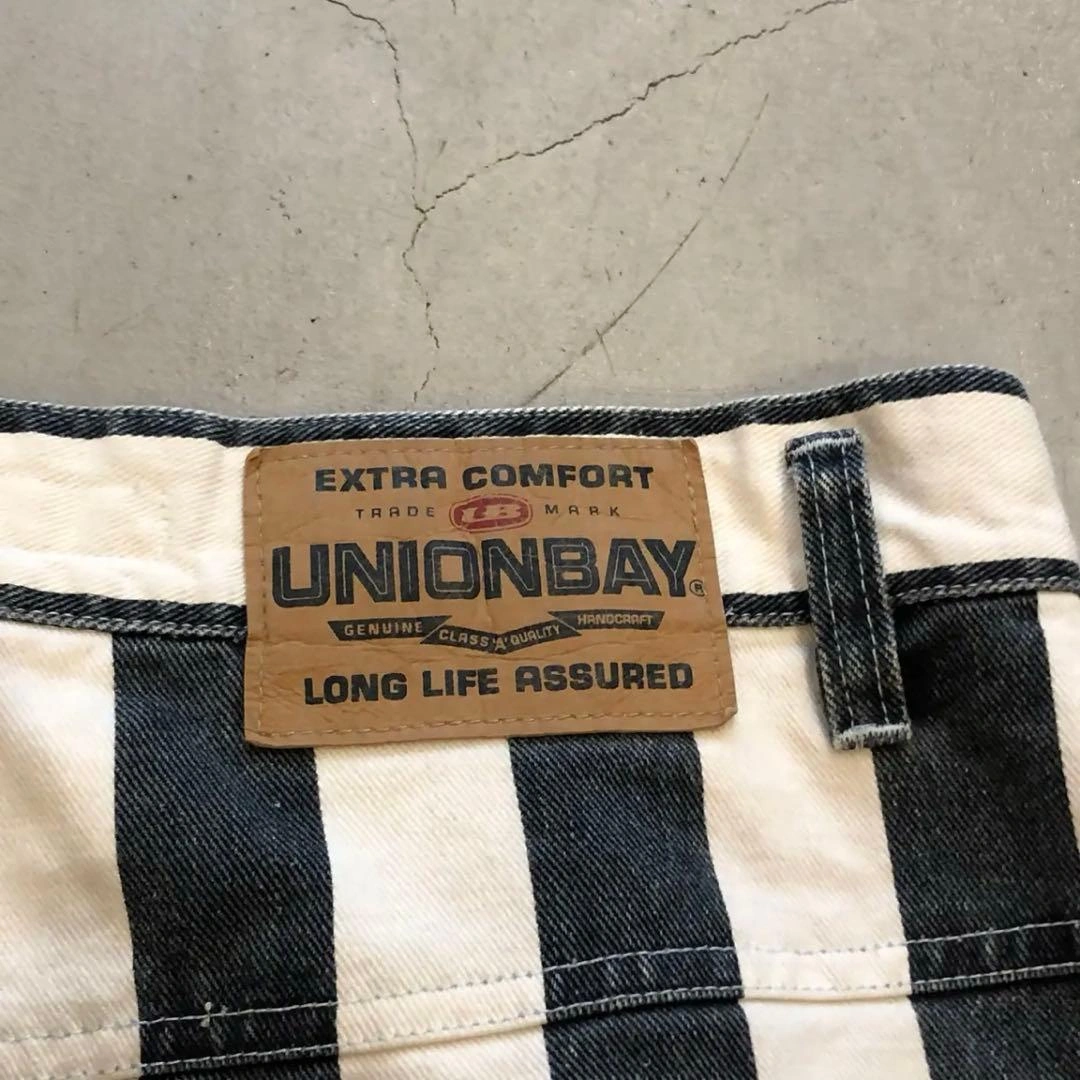 EXTRA COMFORT
TRADE UB MARK
UNIONBAY®
GENUINE CLASS 'A' QUALITY HANDCRAFT
LONG LIFE ASSURED